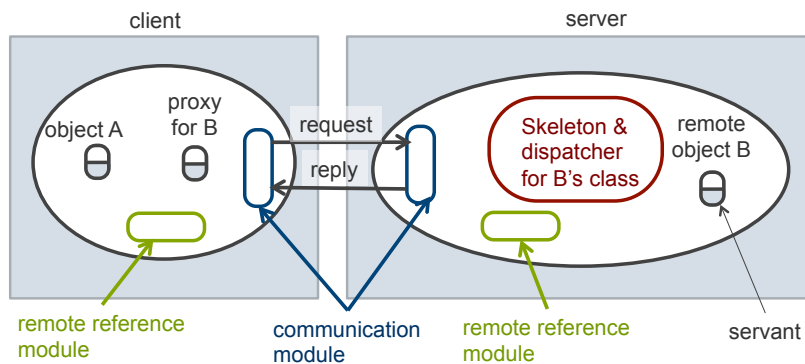 client
server
object A
proxy
for B
request
reply
Skeleton &
dispatcher
for B's class
remote
object B
remote reference
module
communication
module
remote reference
module
servant